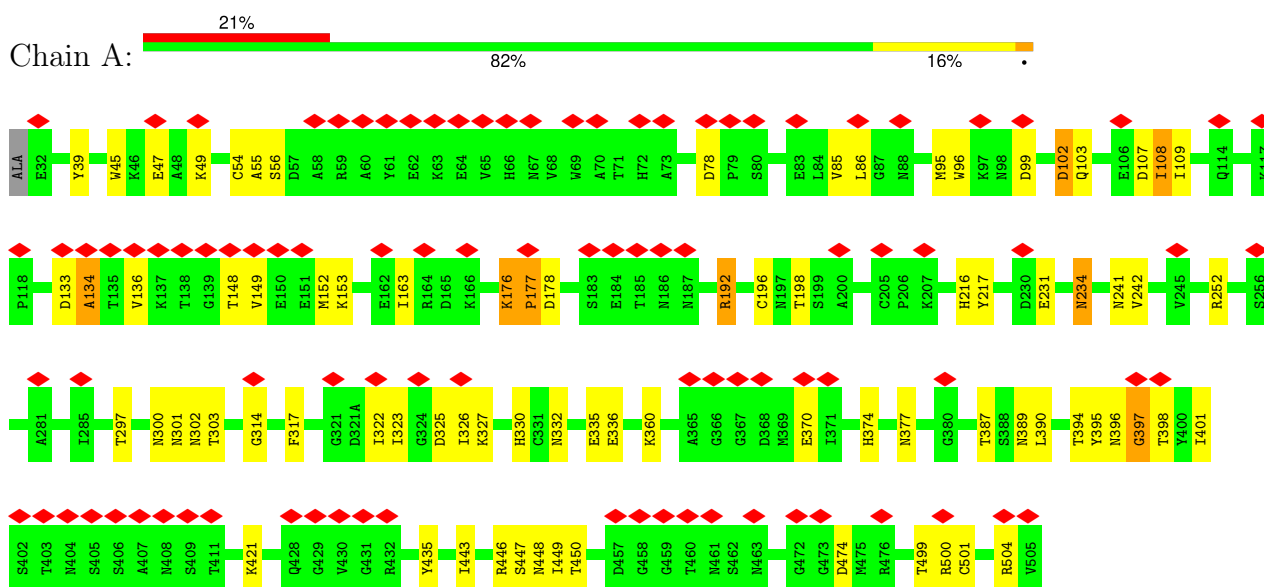 21%
Chain A:
82% 16% •
ALA E32 Y39 W45 K46 E47 A48 K49 C54 A55 S56 D57 A58 R59 A60 Y61 E62 K63 E64 V65 H66 N67 V68 W69 A70 T71 H72 A73 D78 P79 S80 E83 L84 V85 L86 G87 N88 M95 W96 K97 N98 D99 D102 Q103 E106 D107 I108 I109 Q114 K117
P118 D133 A134 T135 V136 K137 T138 G139 T148 V149 E150 E151 M152 K153 E162 I163 R164 D165 K166 K176 P177 D178 S183 E184 T185 N186 N187 R192 C196 N197 T198 S199 A200 C205 P206 K207 H216 Y217 D230 E231 N234 N241 V242 V245 R252 S256
A281 I285 T297 N300 N301 N302 T303 G314 F317 G321 D321A I322 I323 G324 D325 I326 K327 H330 C331 N332 E335 E336 K360 A365 G366 G367 D368 M369 E370 I371 H374 N377 G380 T387 S388 N389 L390 T394 Y395 N396 G397 T398 Y400 I401
S402 T403 N404 S405 S406 A407 N408 S409 T411 K421 Q428 G429 V430 G431 R432 Y435 I443 R446 S447 N448 I449 T450 D457 G458 G459 T460 N461 S462 N463 G472 G473 D474 M475 R476 T499 R500 C501 R504 V505